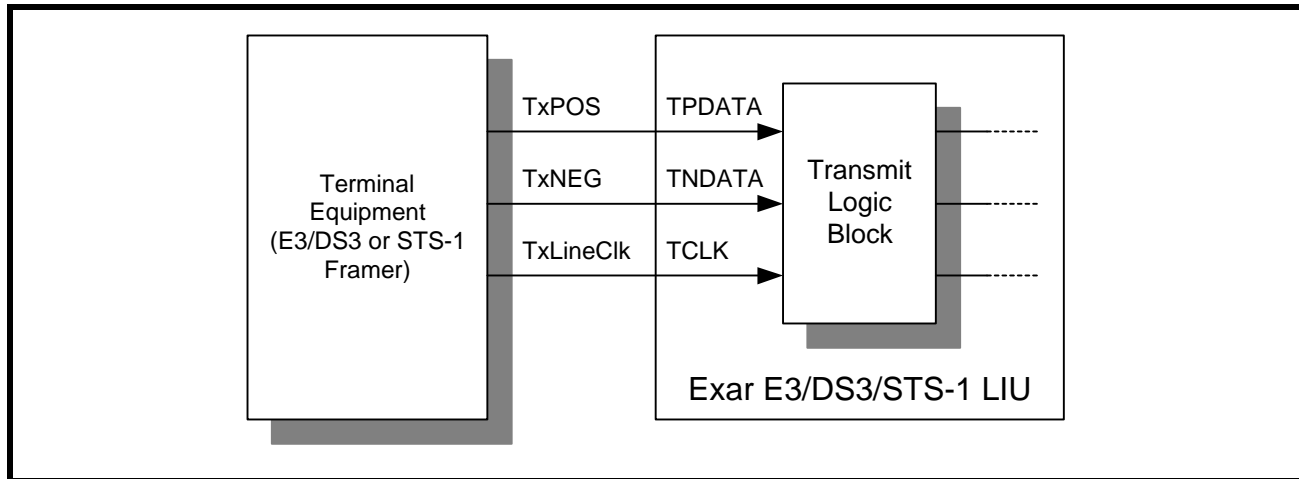 TxPOS
TPDATA
TxNEG
TNDATA
TxLineClk
TCLK
Terminal
Equipment
(E3/DS3 or STS-1
Framer)
Transmit
Logic
Block
Exar E3/DS3/STS-1 LIU